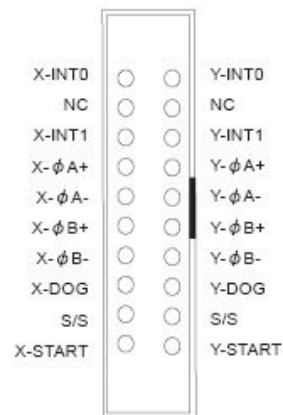 X-INT0 Y-INT0
NC NC
X-INT1 Y-INT1
X-ϕA+ Y-ϕA+
X-ϕA- Y-ϕA-
X-ϕB+ Y-ϕB+
X-ϕB- Y-ϕB-
X-DOG Y-DOG
S/S S/S
X-START Y-START